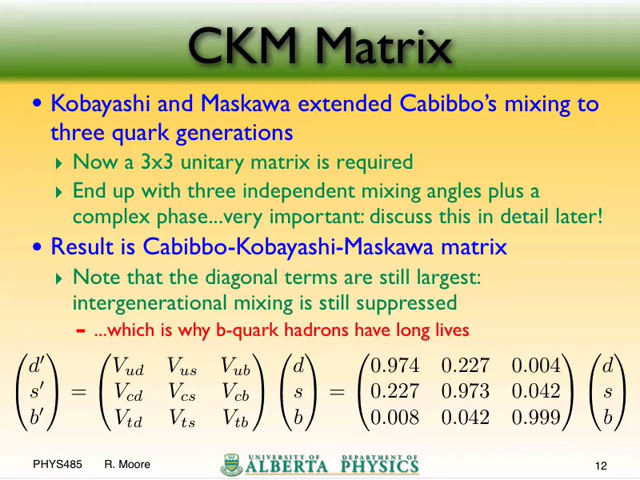 CKM Matrix
• Kobayashi and Maskawa extended Cabibbo's mixing to
three quark generations
‣ Now a 3x3 unitary matrix is required
‣ End up with three independent mixing angles plus a
complex phase...very important: discuss this in detail later!
• Result is Cabibbo-Kobayashi-Maskawa matrix
‣ Note that the diagonal terms are still largest:
intergenerational mixing is still suppressed
- ...which is why b-quark hadrons have long lives
d′ V_ud V_us V_ub d 0.974 0.227 0.004 d
s′ = V_cd V_cs V_cb s = 0.227 0.973 0.042 s
b′ V_td V_ts V_tb b 0.008 0.042 0.999 b
PHYS485 R. Moore
UNIVERSITY OF DEPARTMENT OF
ALBERTA PHYSICS
12